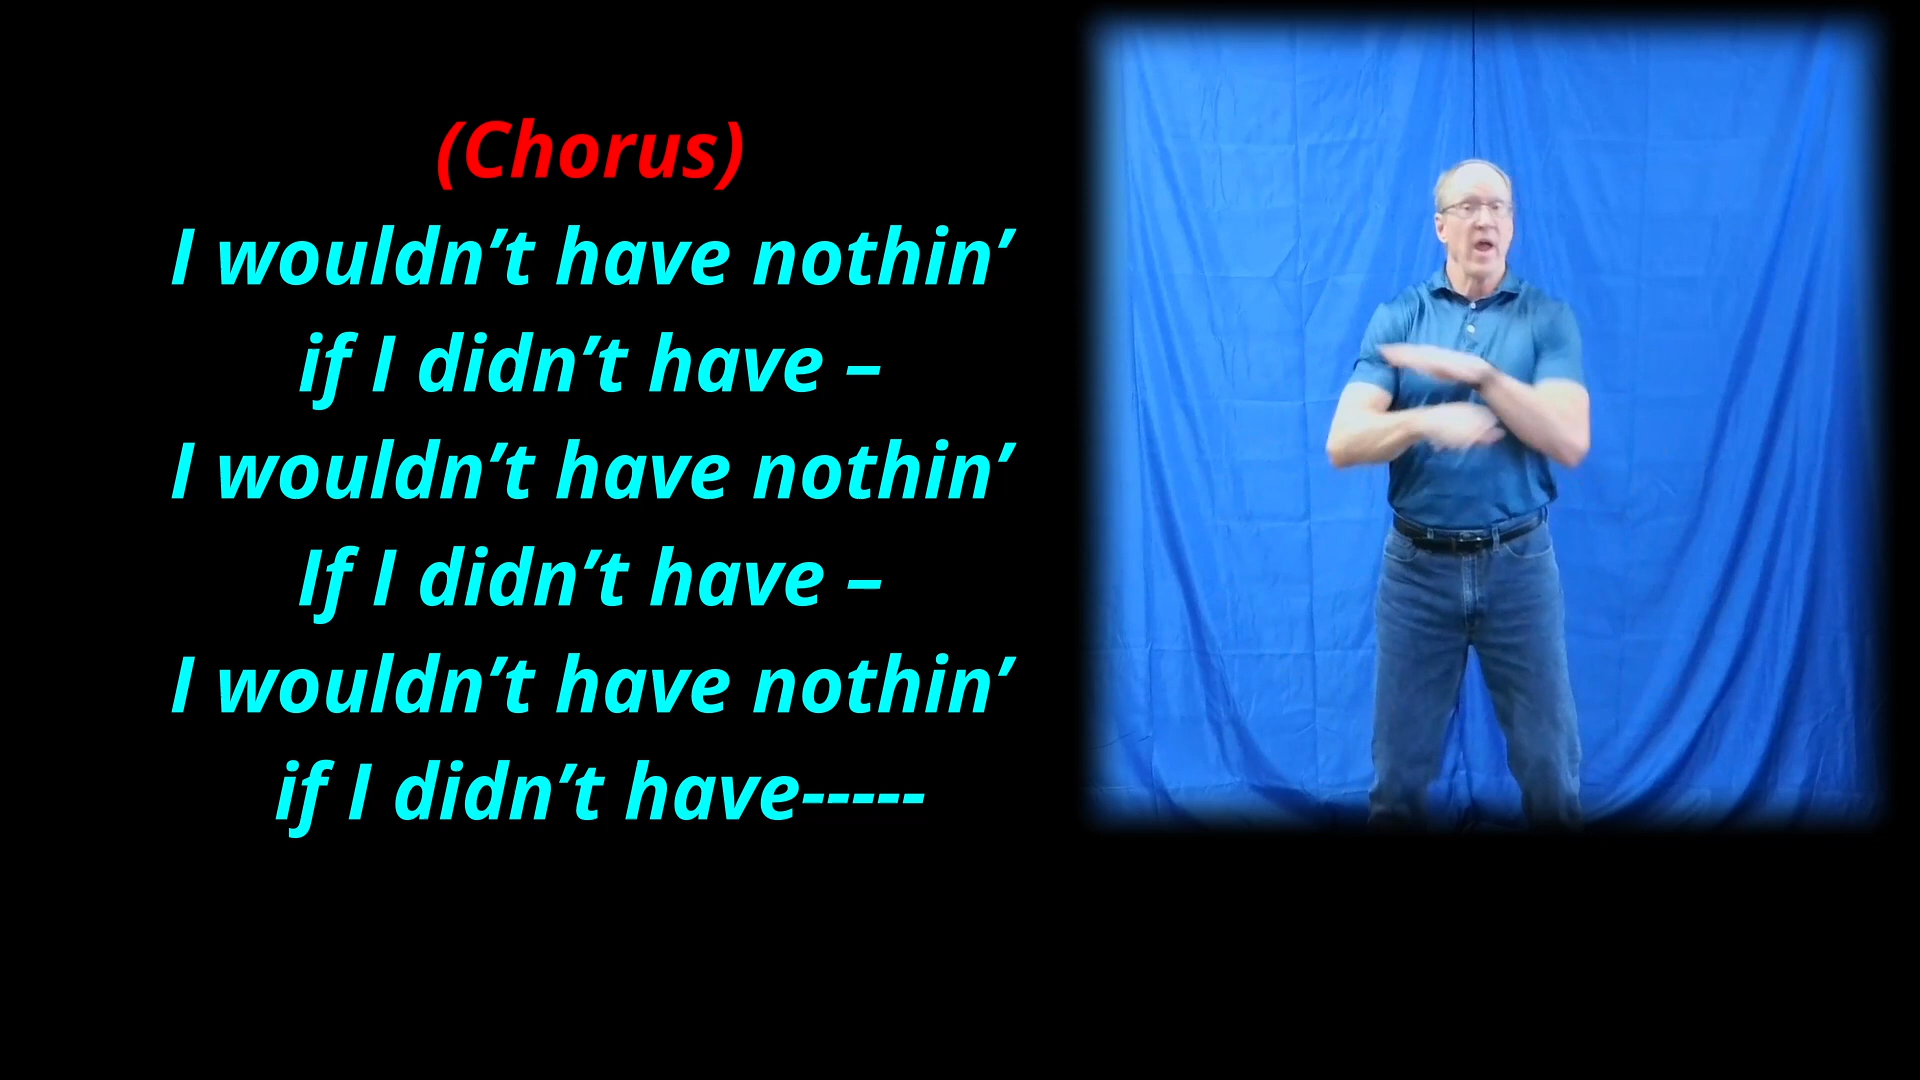 (Chorus)
I wouldn’t have nothin’
if I didn’t have –
I wouldn’t have nothin’
If I didn’t have –
I wouldn’t have nothin’
if I didn’t have-----